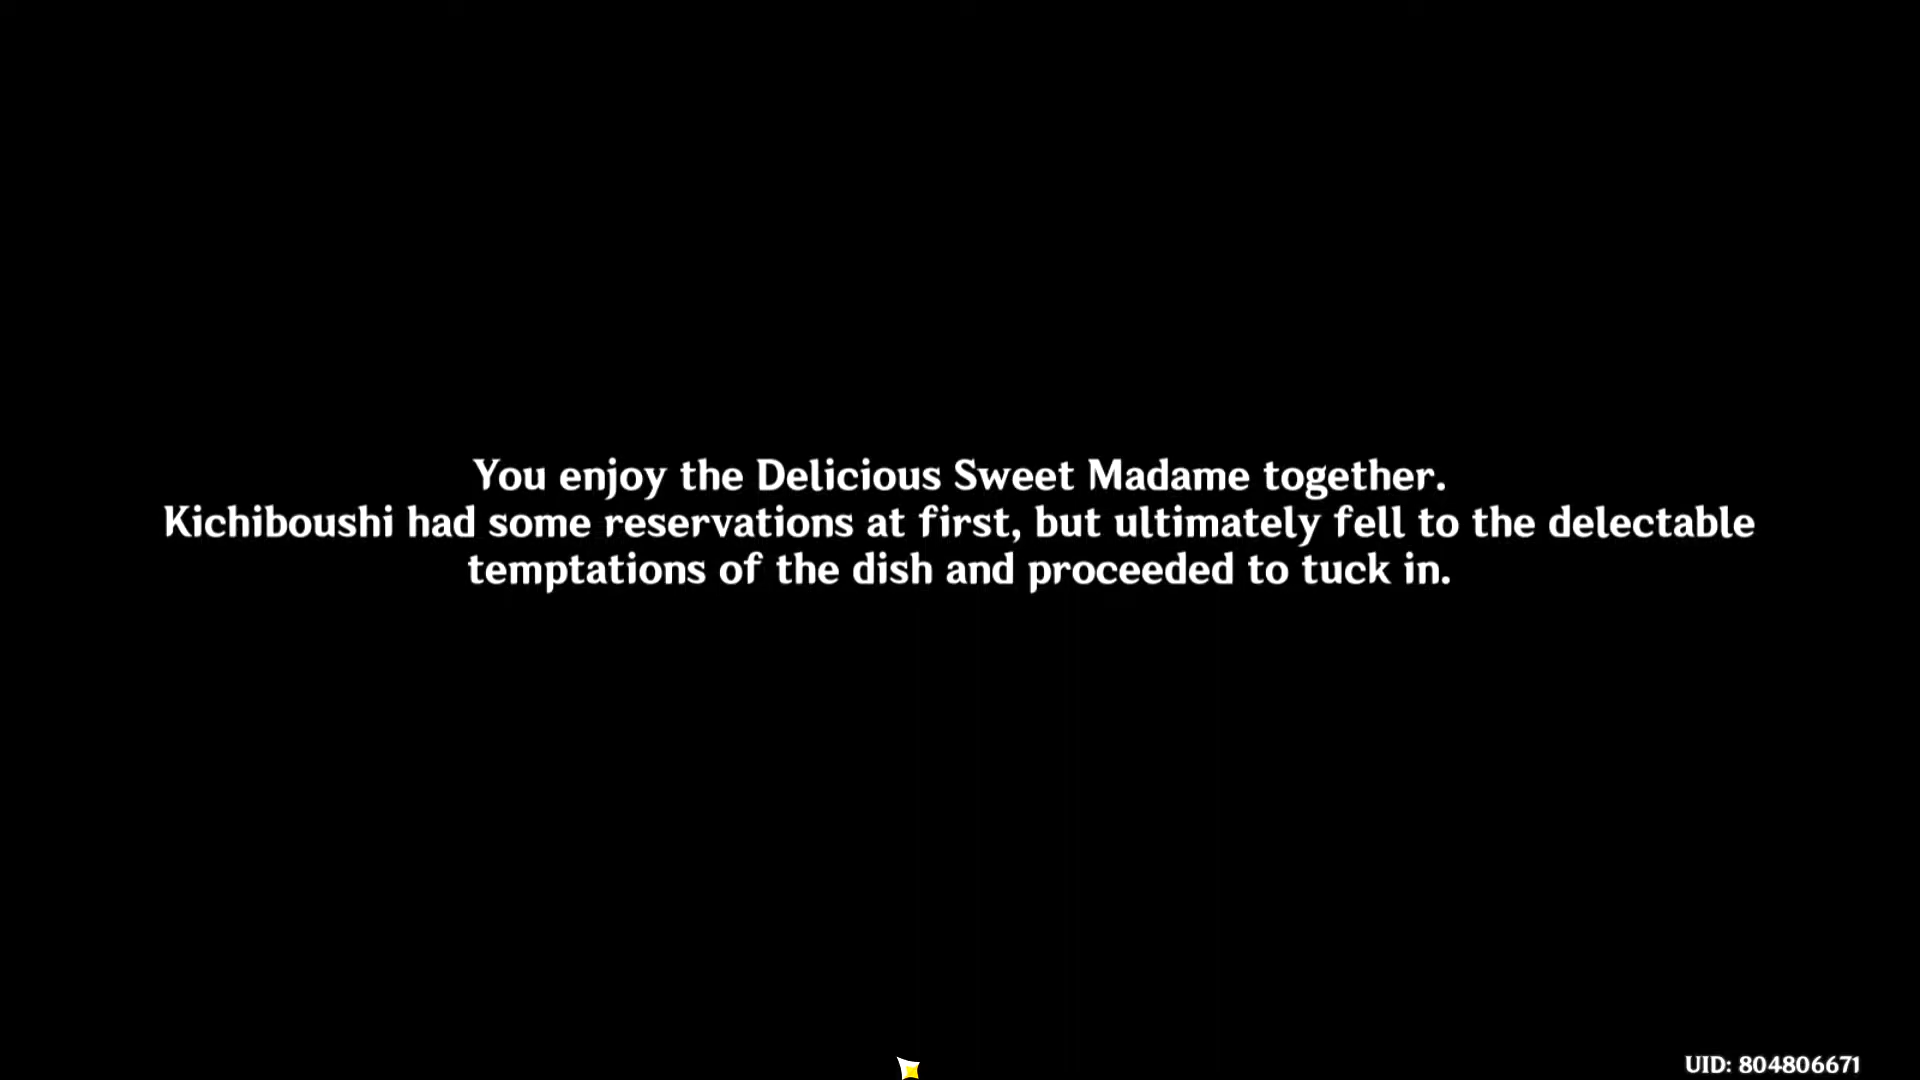 You enjoy the Delicious Sweet Madame together.
Kichiboushi had some reservations at first, but ultimately fell to the delectable
temptations of the dish and proceeded to tuck in.
UID: 804806671